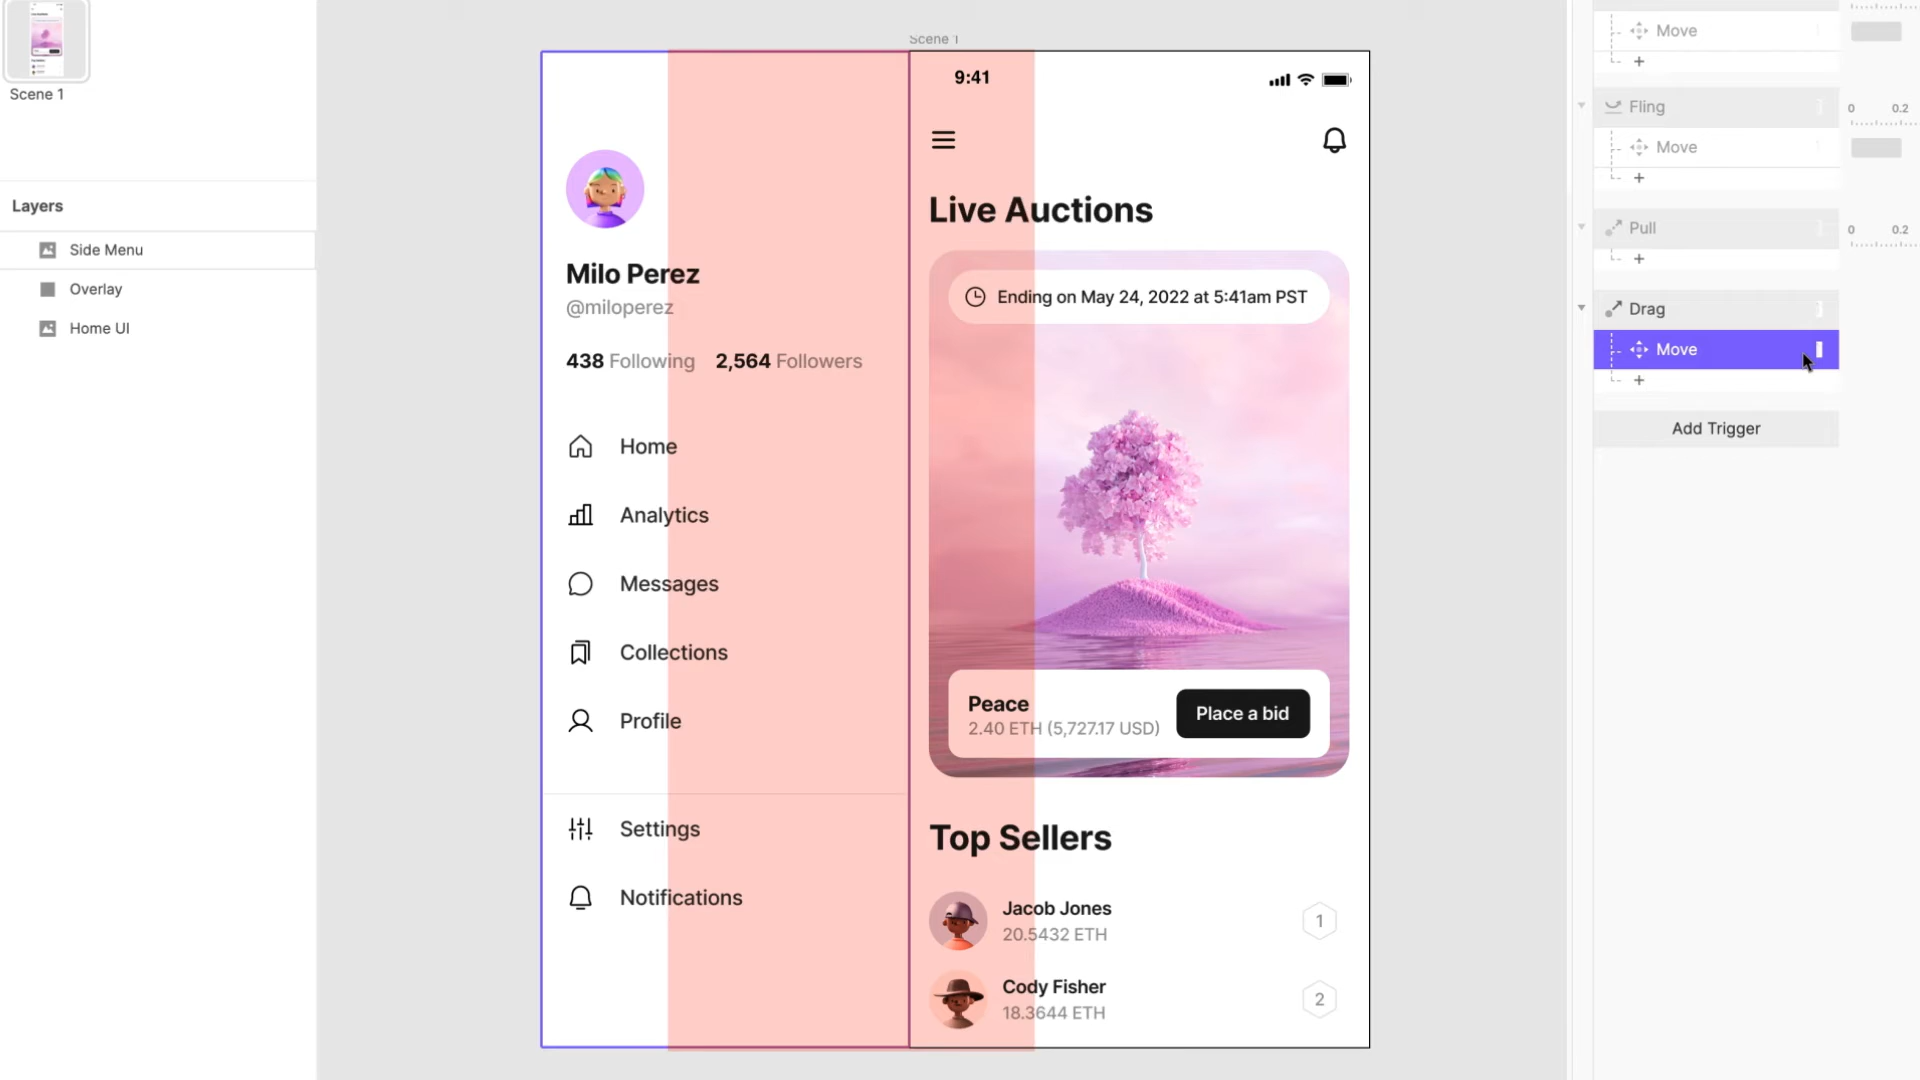 Scene 1
Layers
Side Menu
Overlay
Home UI
Scene 1
Milo Perez
@miloperez
438 Following 2,564 Followers
Home
Analytics
Messages
Collections
Profile
Settings
Notifications
9:41
Live Auctions
Ending on May 24, 2022 at 5:41am PST
Peace
2.40 ETH (5,727.17 USD)
Place a bid
Top Sellers
Jacob Jones
20.5432 ETH
1
Cody Fisher
18.3644 ETH
2
Move
+
Fling
0 0.2
Move
+
Pull
0 0.2
+
Drag
Move
+
Add Trigger